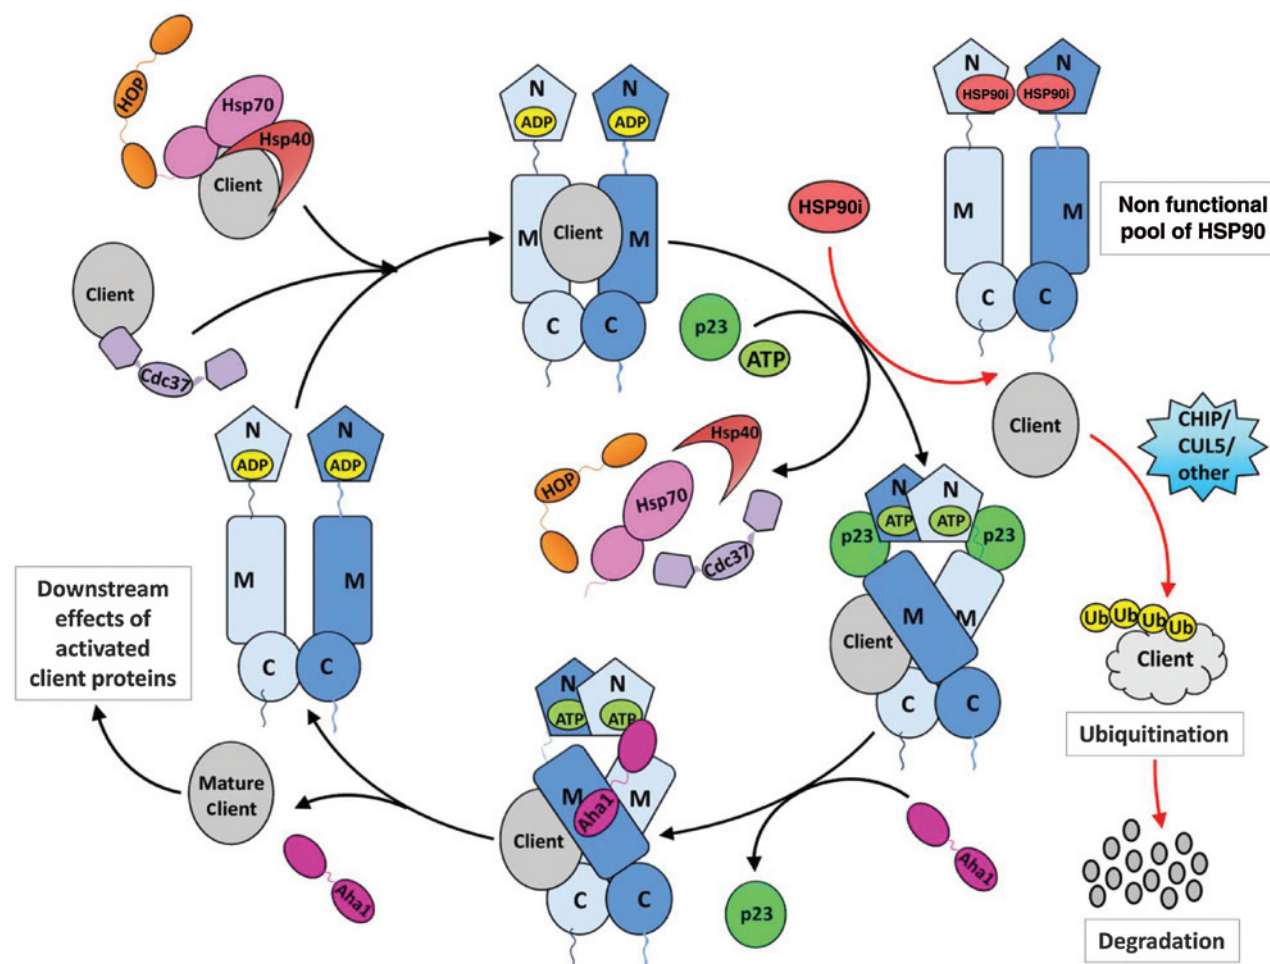 HOP
Hsp70
Hsp40
Client
Client
Cdc37
N
N
ADP
ADP
M
Client
M
C
C
HSP90i
p23
ATP
N
N
HSP90i
HSP90i
M
M
C
C
Non functional
pool of HSP90
Client
CHIP/
CUL5/
other
Ub
Ub
Ub
Ub
Client
Ubiquitination
Degradation
HOP
Hsp70
Hsp40
Cdc37
N
N
ATP
ATP
p23
p23
M
M
Client
C
C
Aha1
p23
N
N
ATP
ATP
M
M
Aha1
Client
C
C
Mature
Client
Aha1
Downstream
effects of
activated
client proteins
N
N
ADP
ADP
M
M
C
C